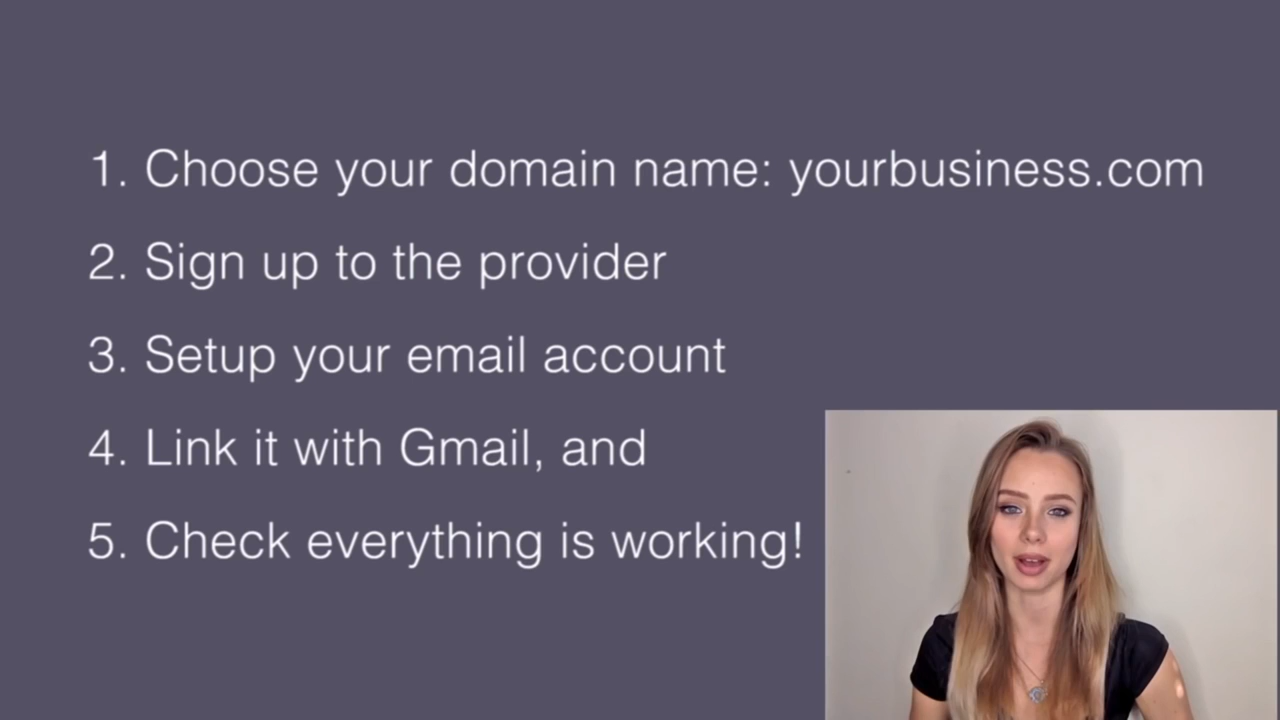 1. Choose your domain name: yourbusiness.com
2. Sign up to the provider
3. Setup your email account
4. Link it with Gmail, and
5. Check everything is working!